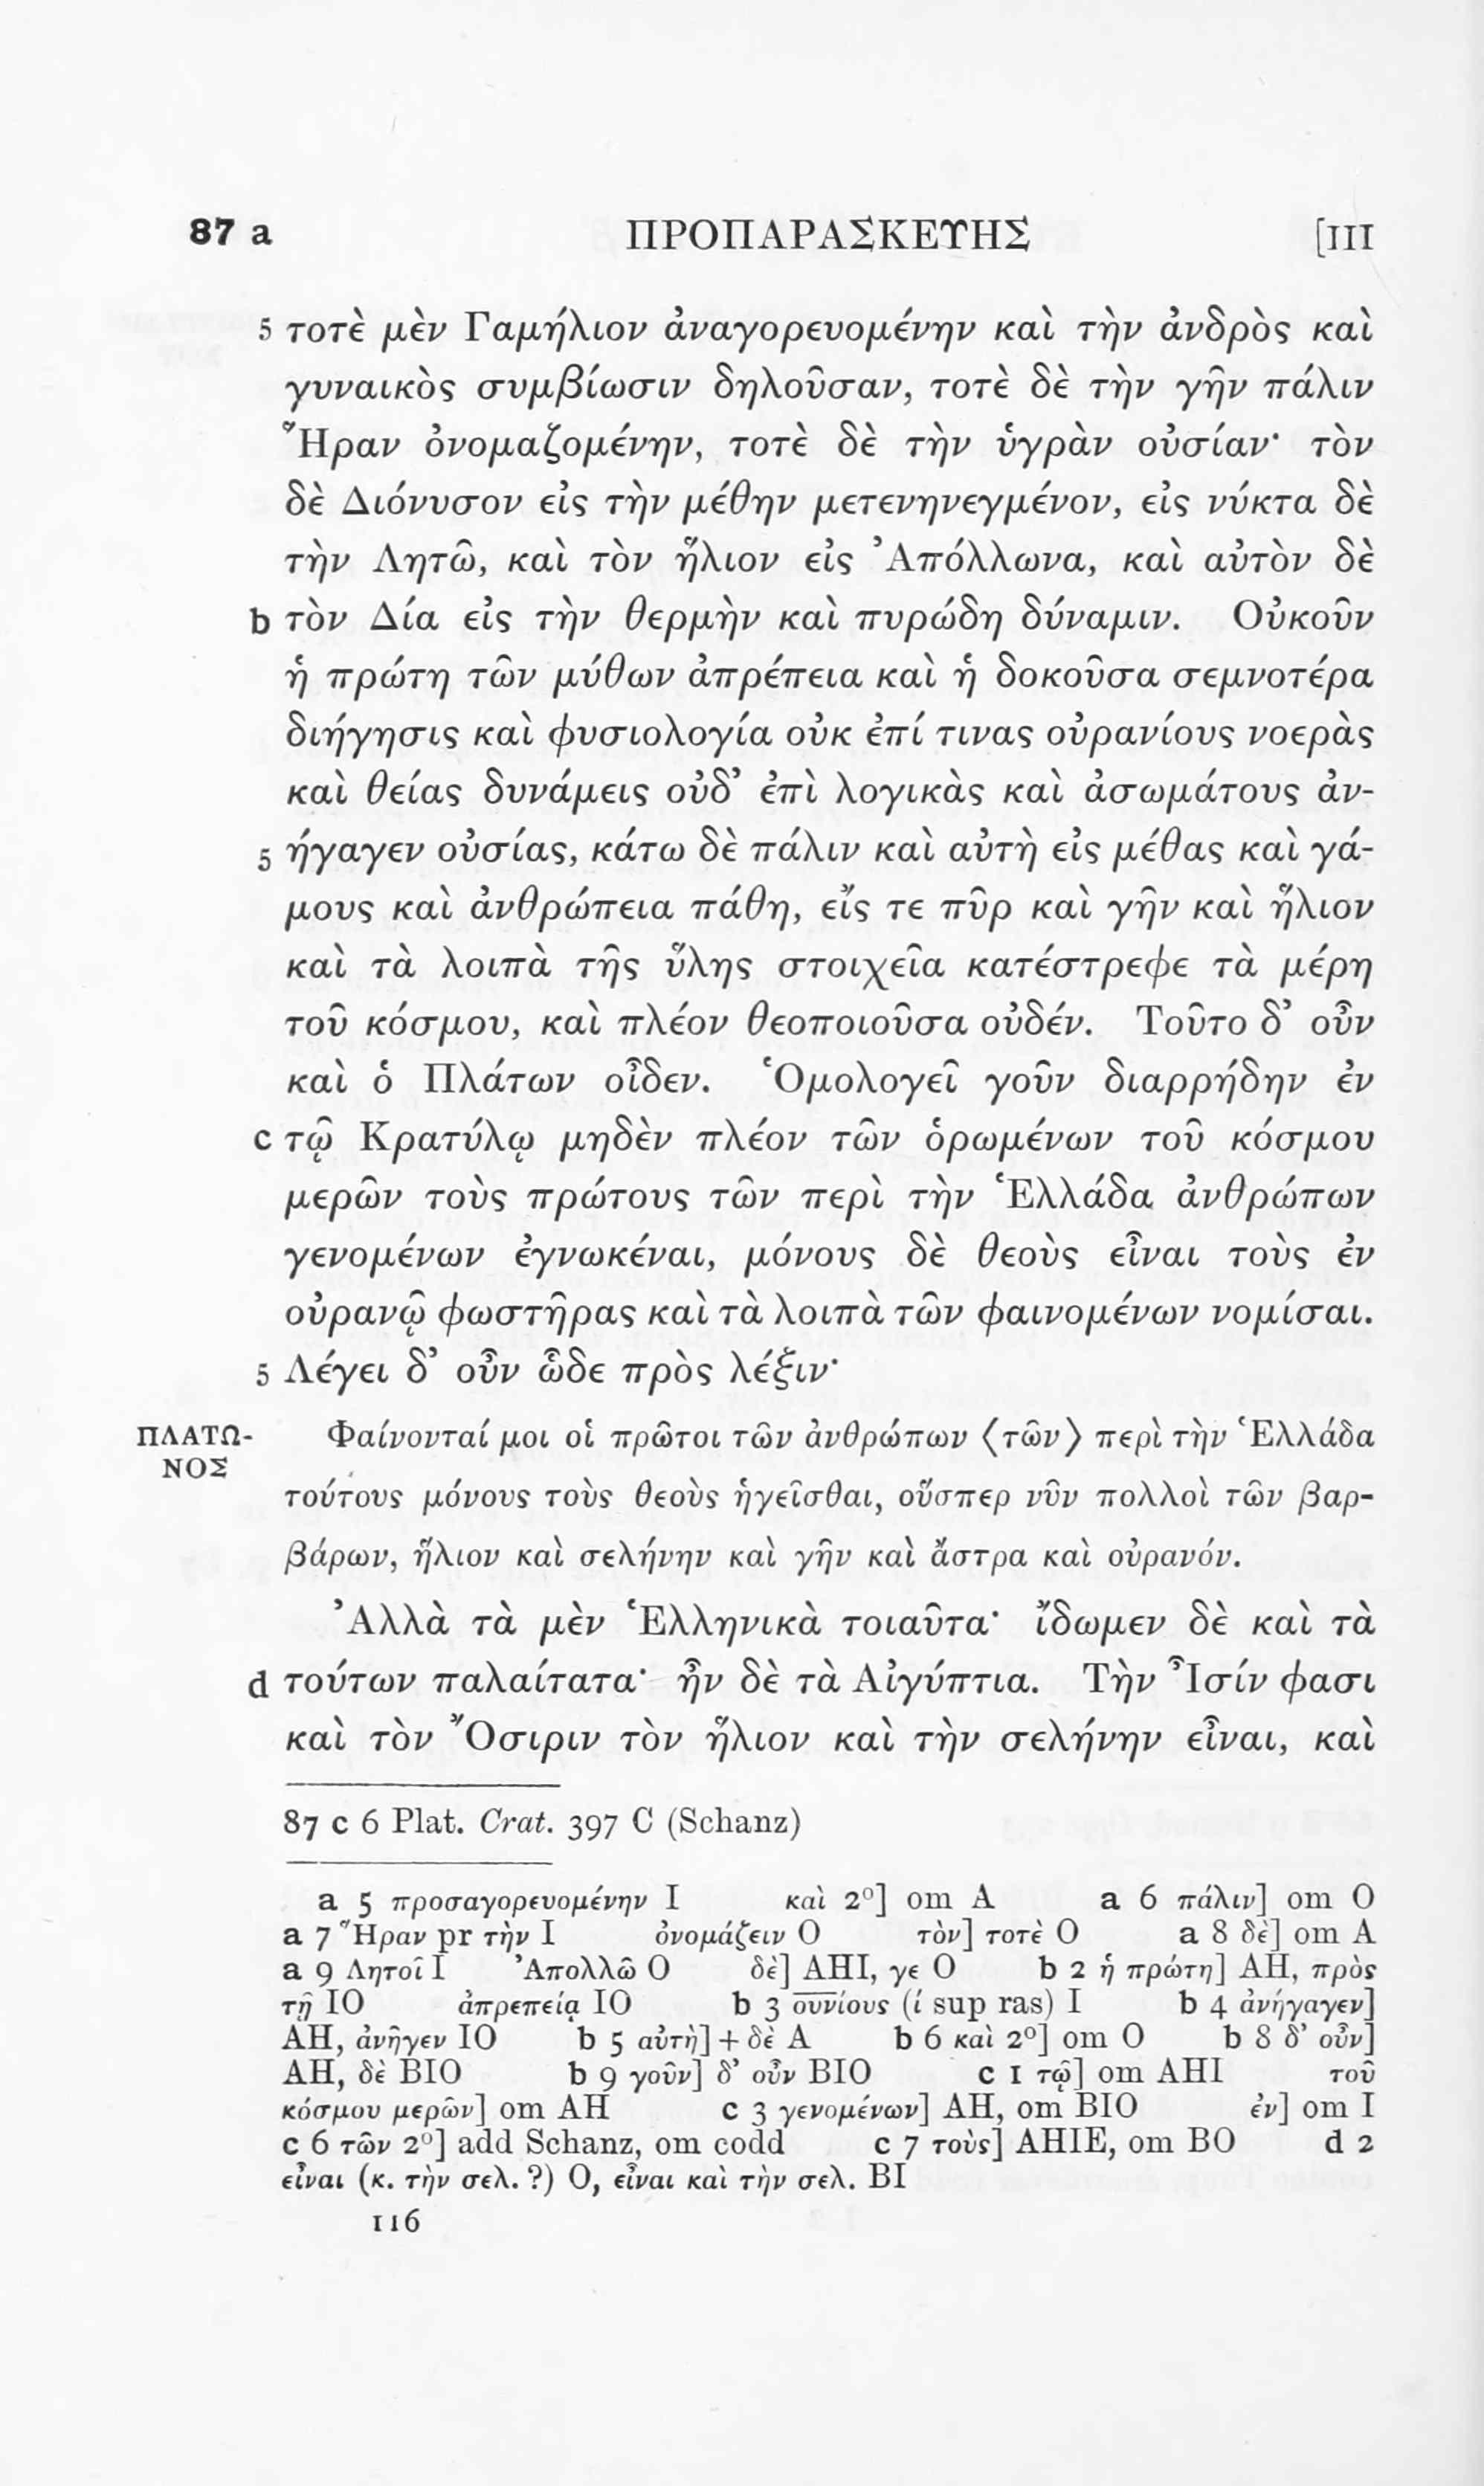 87 a ΠΡΟΠΑΡΑΣΚΕΥΗΣ [III
5 τοτὲ μὲν Γαμήλιον ἀναγορευομένην καὶ τὴν ἀνδρὸς καὶ
γυναικὸς συμβίωσιν δηλοῦσαν, τοτὲ δὲ τὴν γῆν πάλιν
Ἥραν ὀνομαζομένην, τοτὲ δὲ τὴν ὑγρὰν οὐσίαν· τὸν
δὲ Διόνυσον εἰς τὴν μέθην μετενηνεγμένον, εἰς νύκτα δὲ
τὴν Λητῶ, καὶ τὸν ἥλιον εἰς Ἀπόλλωνα, καὶ αὐτὸν δὲ
b τὸν Δία εἰς τὴν θερμὴν καὶ πυρώδη δύναμιν. Οὐκοῦν
ἡ πρώτη τῶν μύθων ἀπρέπεια καὶ ἡ δοκοῦσα σεμνοτέρα
διήγησις καὶ φυσιολογία οὐκ ἐπί τινας οὐρανίους νοερὰς
καὶ θείας δυνάμεις οὐδ’ ἐπὶ λογικὰς καὶ ἀσωμάτους ἀν-
5 ήγαγεν οὐσίας, κάτω δὲ πάλιν καὶ αὐτὴ εἰς μέθας καὶ γά-
μους καὶ ἀνθρώπεια πάθη, εἴς τε πῦρ καὶ γῆν καὶ ἥλιον
καὶ τὰ λοιπὰ τῆς ὕλης στοιχεῖα κατέστρεφε τὰ μέρη
τοῦ κόσμου, καὶ πλέον θεοποιοῦσα οὐδέν. Τοῦτο δ’ οὖν
καὶ ὁ Πλάτων οἶδεν. Ὁμολογεῖ γοῦν διαρρήδην ἐν
c τῷ Κρατύλῳ μηδὲν πλέον τῶν ὁρωμένων τοῦ κόσμου
μερῶν τοὺς πρώτους τῶν περὶ τὴν Ἑλλάδα ἀνθρώπων
γενομένων ἐγνωκέναι, μόνους δὲ θεοὺς εἶναι τοὺς ἐν
οὐρανῷ φωστῆρας καὶ τὰ λοιπὰ τῶν φαινομένων νομίσαι.
5 Λέγει δ’ οὖν ὧδε πρὸς λέξιν·
ΠΛΑΤΩ- Φαίνονταί μοι οἱ πρῶτοι τῶν ἀνθρώπων ⟨τῶν⟩ περὶ τὴν Ἑλλάδα
ΝΟΣ
τούτους μόνους τοὺς θεοὺς ἡγεῖσθαι, οὕσπερ νῦν πολλοὶ τῶν βαρ-
βάρων, ἥλιον καὶ σελήνην καὶ γῆν καὶ ἄστρα καὶ οὐρανόν.
Ἀλλὰ τὰ μὲν Ἑλληνικὰ τοιαῦτα· ἴδωμεν δὲ καὶ τὰ
d τούτων παλαίτατα· ἦν δὲ τὰ Αἰγύπτια. Τὴν Ἶσίν φασι
καὶ τὸν Ὄσιριν τὸν ἥλιον καὶ τὴν σελήνην εἶναι, καὶ
87 c 6 Plat. Crat. 397 C (Schanz)
a 5 προσαγορευομένην I καὶ 2º] om A a 6 πάλιν] om O
a 7 Ἥραν pr τὴν I ὀνομάζειν O τὸν] τοτὲ O a 8 δὲ] om A
a 9 Λητοῖ I Ἀπολλῶ O δὲ] AHI, γε O b 2 ἡ πρώτη] AH, πρὸς
τῇ IO ἀπρεπείᾳ IO b 3 ουνίους (ί sup ras) I b 4 ἀνήγαγεν]
AH, ἀνῆγεν IO b 5 αὐτὴ] + δὲ A b 6 καὶ 2º] om O b 8 δ’ οὖν]
AH, δὲ BIO b 9 γοῦν] δ’ οὖν BIO c 1 τῷ] om AHI τοῦ
κόσμου μερῶν] om AH c 3 γενομένων] AH, om BIO ἐν] om I
c 6 τῶν 2º] add Schanz, om codd c 7 τοὺς] AHIE, om BO d 2
εἶναι (κ. τὴν σελ. ?) O, εἶναι καὶ τὴν σελ. BI
116